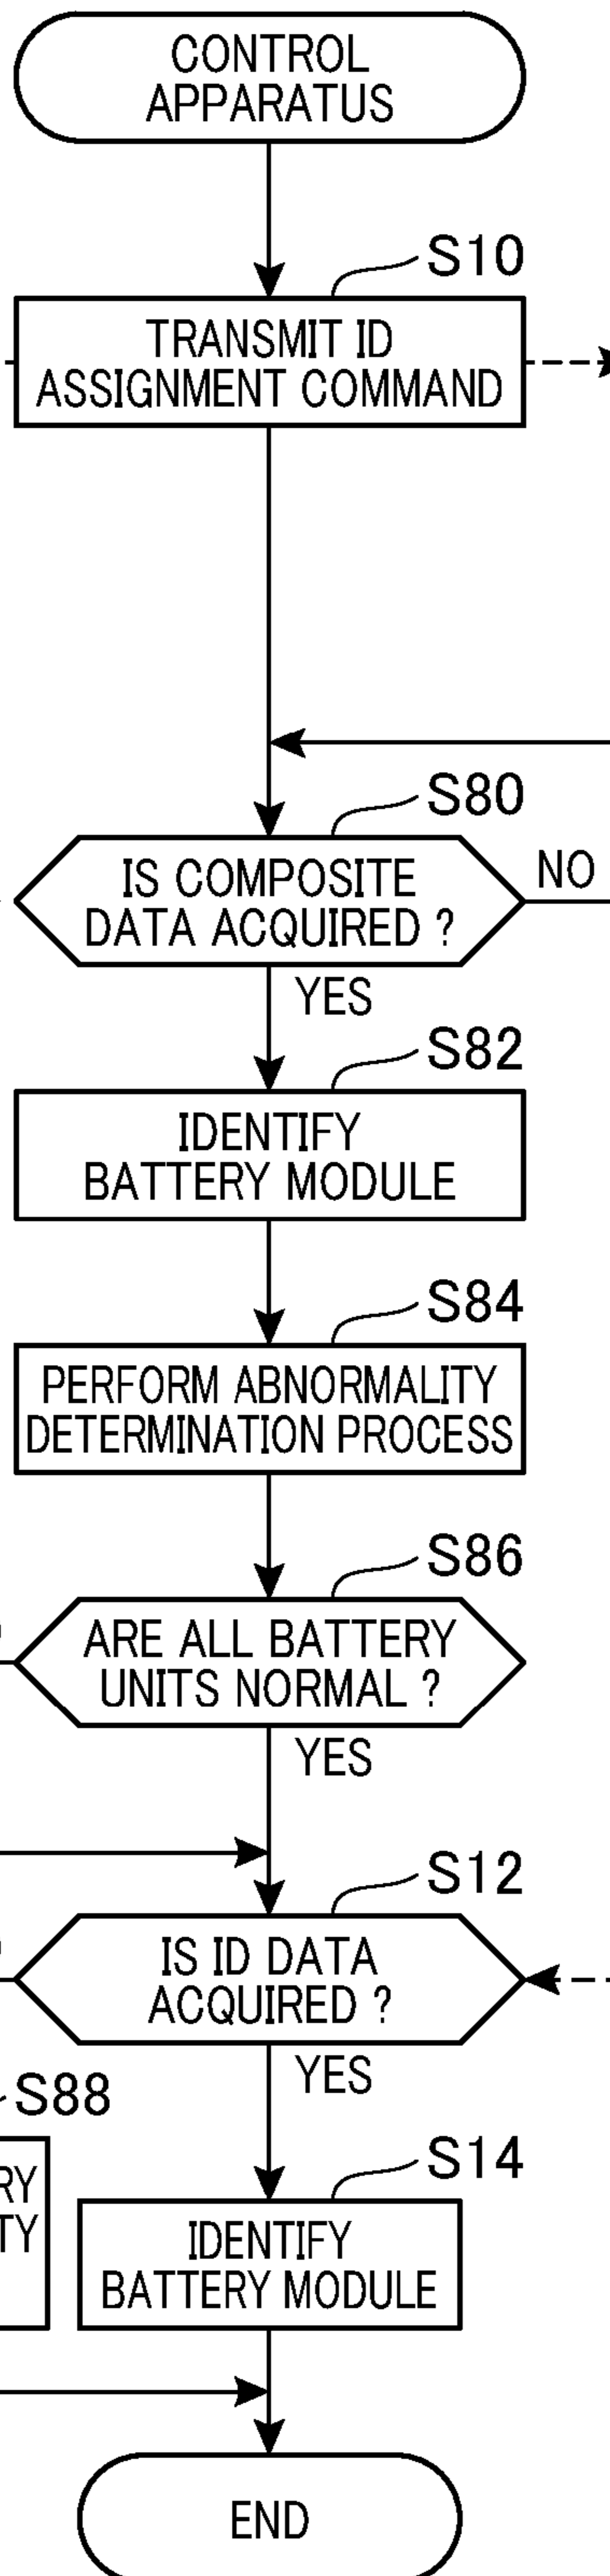 CONTROL
APPARATUS
S10
TRANSMIT ID
ASSIGNMENT COMMAND
S80
IS COMPOSITE
DATA ACQUIRED ?
NO
YES
S82
IDENTIFY
BATTERY MODULE
S84
PERFORM ABNORMALITY
DETERMINATION PROCESS
S86
ARE ALL BATTERY
UNITS NORMAL ?
YES
S12
IS ID DATA
ACQUIRED ?
YES
S88
RY
TY
S14
IDENTIFY
BATTERY MODULE
END